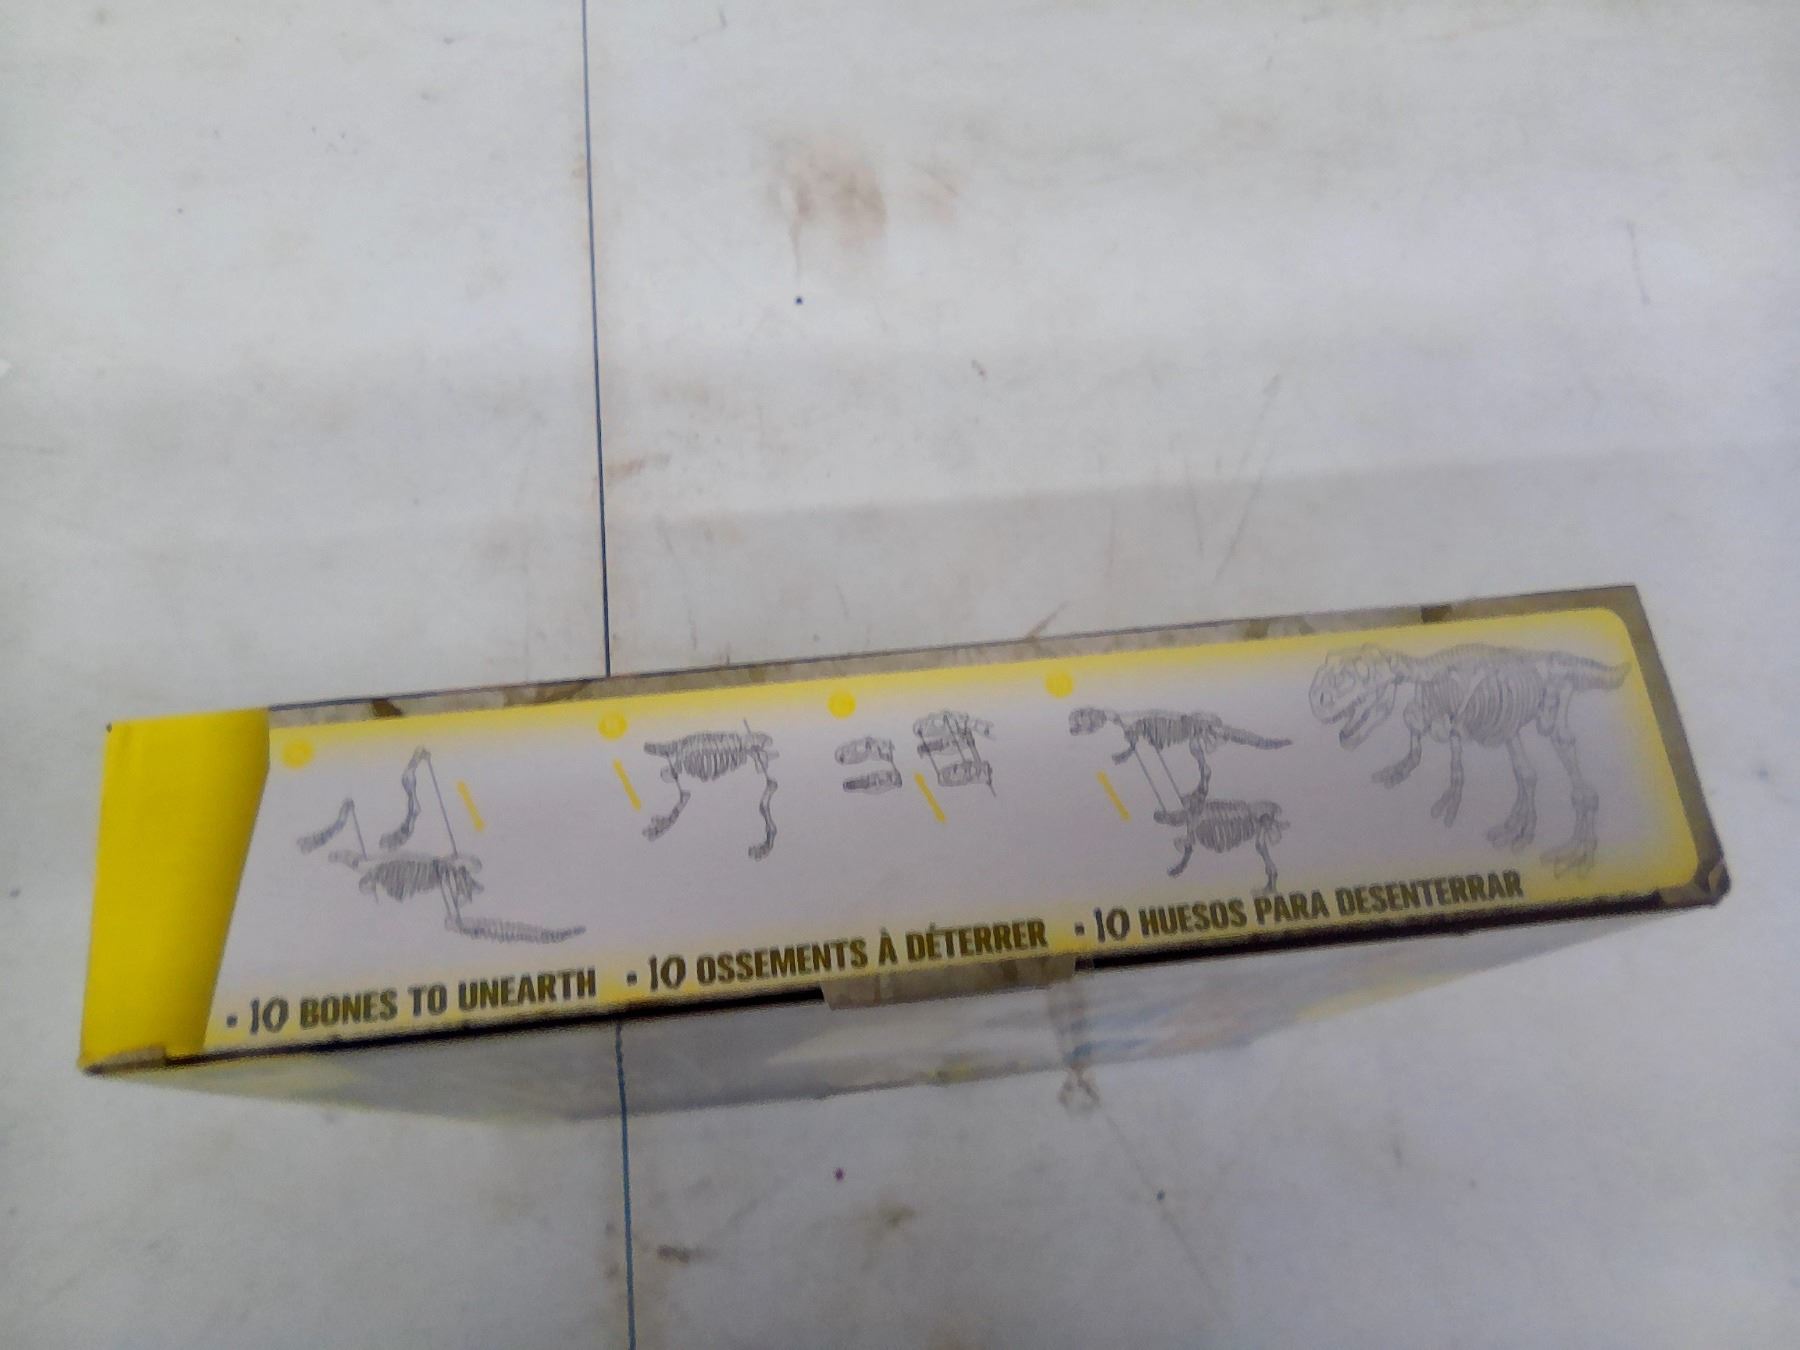 • 10 BONES TO UNEARTH • 10 OSSEMENTS À DÉTERRER • 10 HUESOS PARA DESENTERRAR